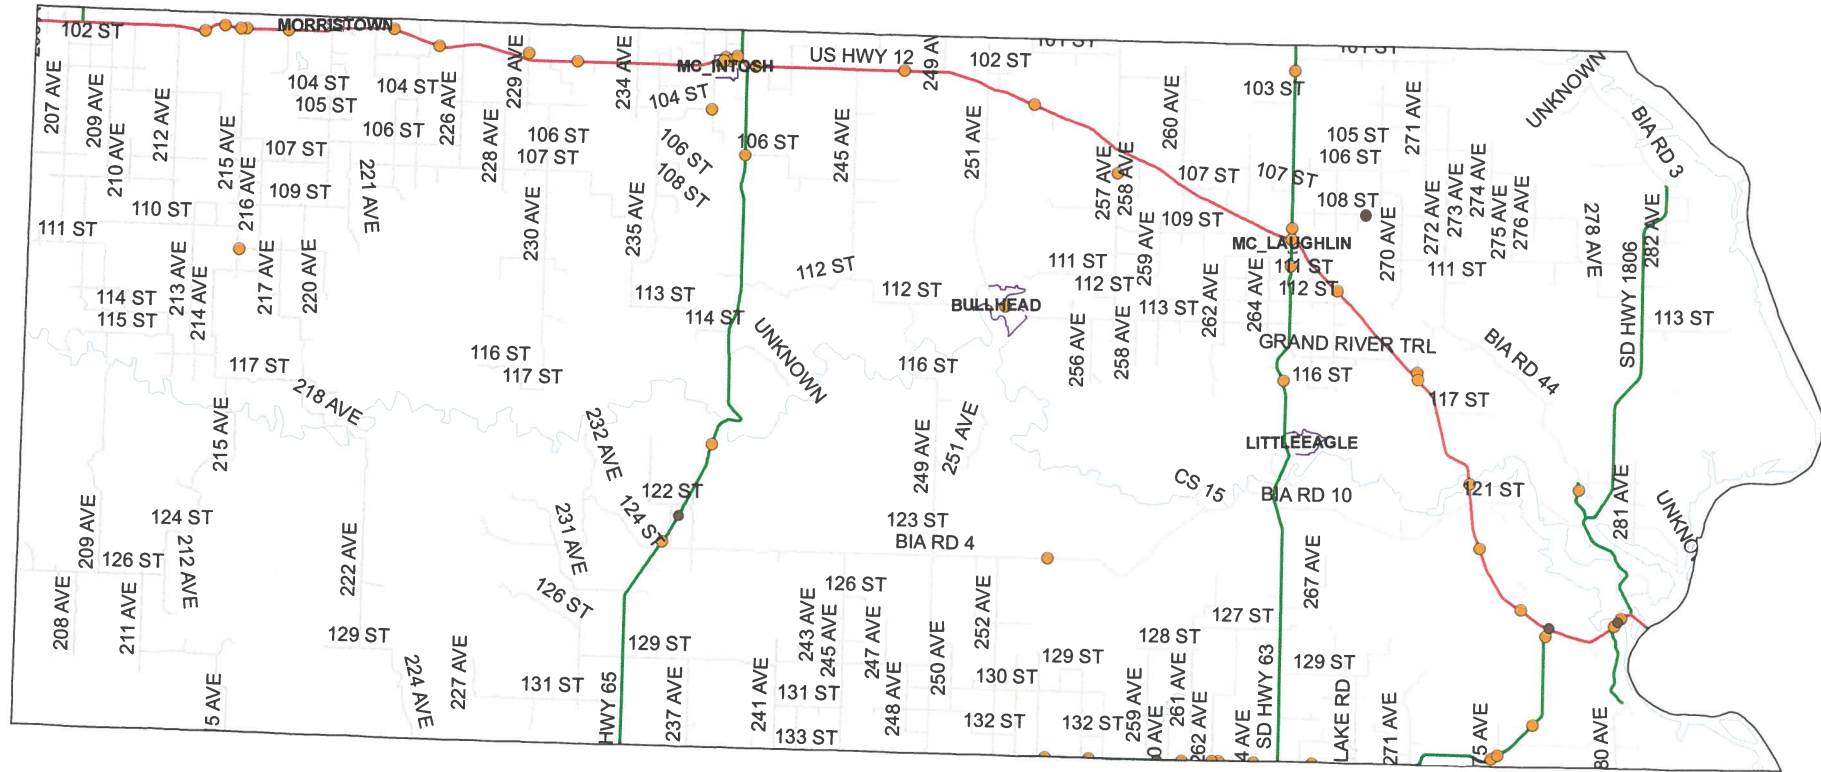 102 ST
MORRISTOWN
MC_INTOSH
US HWY 12
249 AV
102 ST
103 ST
UNKNOWN
BIA RD 3
207 AVE
209 AVE
210 AVE
212 AVE
215 AVE
216 AVE
104 ST
105 ST
104 ST
106 ST
226 AVE
228 AVE
229 AVE
234 AVE
104 ST
106 ST
107 ST
106 ST
108 ST
106 ST
245 AVE
251 AVE
260 AVE
257 AVE
258 AVE
107 ST
107 ST
105 ST
106 ST
108 ST
271 AVE
107 ST
109 ST
221 AVE
110 ST
111 ST
230 AVE
235 AVE
109 ST
259 AVE
MC_LAUGHLIN
111 ST
112 ST
270 AVE
272 AVE
273 AVE
274 AVE
275 AVE
276 AVE
111 ST
278 AVE
282 AVE
SD HWY 1806
113 ST
213 AVE
214 AVE
217 AVE
220 AVE
114 ST
115 ST
113 ST
114 ST
112 ST
112 ST
BULLHEAD
111 ST
112 ST
113 ST
262 AVE
264 AVE
256 AVE
258 AVE
GRAND RIVER TRL
116 ST
117 ST
BIA RD 44
117 ST
218 AVE
116 ST
117 ST
UNKNOWN
116 ST
215 AVE
232 AVE
249 AVE
251 AVE
LITTLEEAGLE
CS 15
BIA RD 10
121 ST
281 AVE
UNKNO
122 ST
124 ST
123 ST
BIA RD 4
209 AVE
124 ST
126 ST
212 AVE
222 AVE
231 AVE
126 ST
126 ST
267 AVE
208 AVE
211 AVE
129 ST
224 AVE
227 AVE
131 ST
HWY 65
129 ST
237 AVE
241 AVE
243 AVE
245 AVE
247 AVE
248 AVE
250 AVE
252 AVE
131 ST
133 ST
130 ST
132 ST
129 ST
132 ST
127 ST
128 ST
259 AVE
0 AVE
261 AVE
262 AVE
4 AVE
SD HWY 63
129 ST
LAKE RD
271 AVE
5 AVE
80 AVE
5 AVE